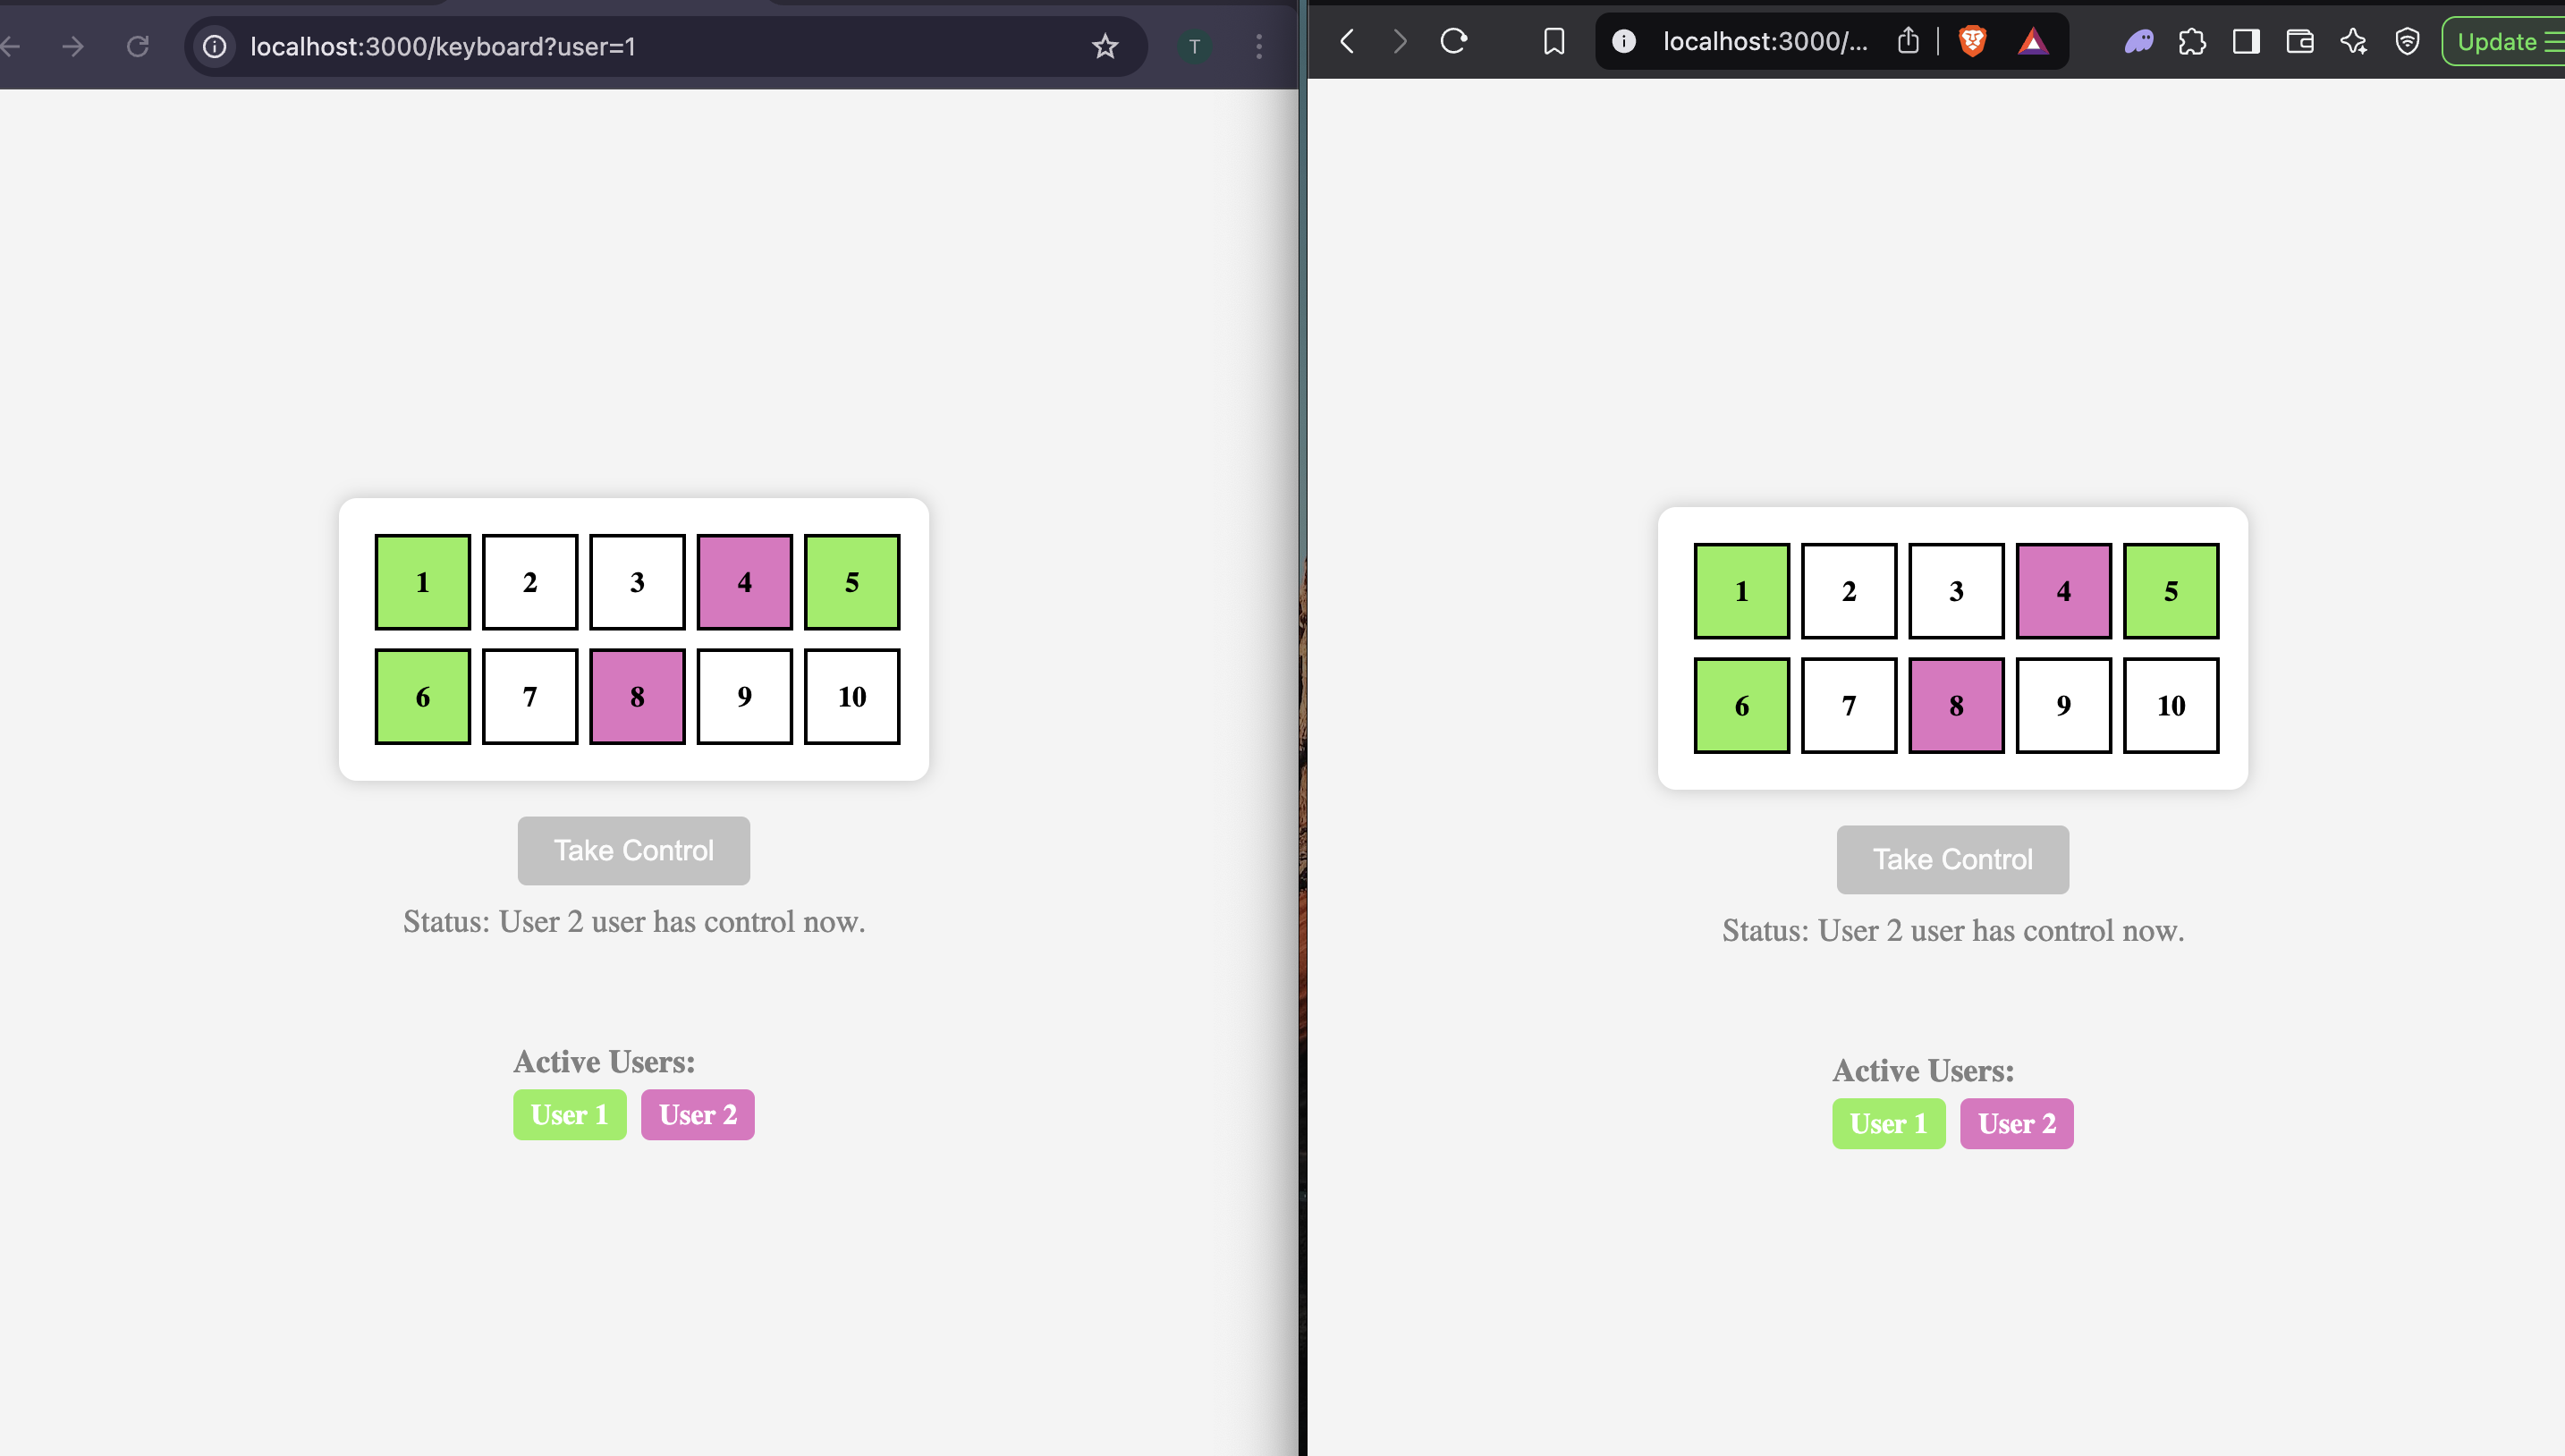 localhost:3000/keyboard?user=1
T
1 2 3 4 5
6 7 8 9 10
Take Control
Status: User 2 user has control now.
Active Users:
User 1 User 2
localhost:3000/...
Update
1 2 3 4 5
6 7 8 9 10
Take Control
Status: User 2 user has control now.
Active Users:
User 1 User 2